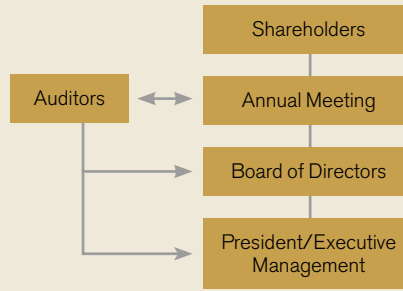 Shareholders
Auditors
Annual Meeting
Board of Directors
President/Executive
Management